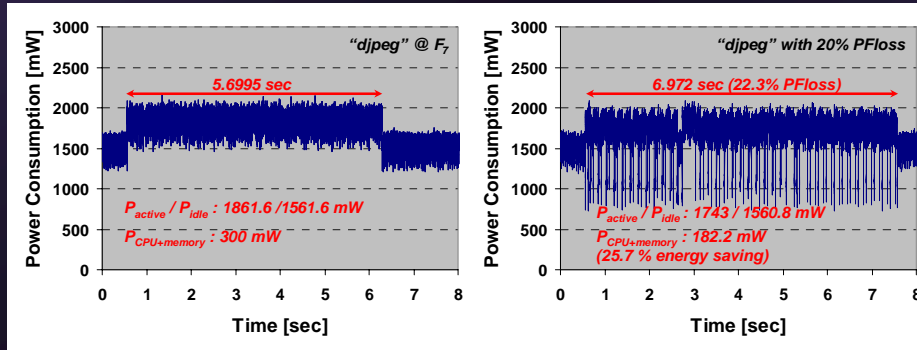 Power Consumption [mW]
3000
2500
2000
1500
1000
500
0
"djpeg" @ F7
5.6995 sec
Pactive / Pidle : 1861.6 /1561.6 mW
PCPU+memory : 300 mW
0 1 2 3 4 5 6 7 8
Time [sec]
Power Consumption [mW]
3000
2500
2000
1500
1000
500
0
"djpeg" with 20% PFloss
6.972 sec (22.3% PFloss)
Pactive / Pidle : 1743 / 1560.8 mW
PCPU+memory : 182.2 mW
(25.7 % energy saving)
0 1 2 3 4 5 6 7 8
Time [sec]